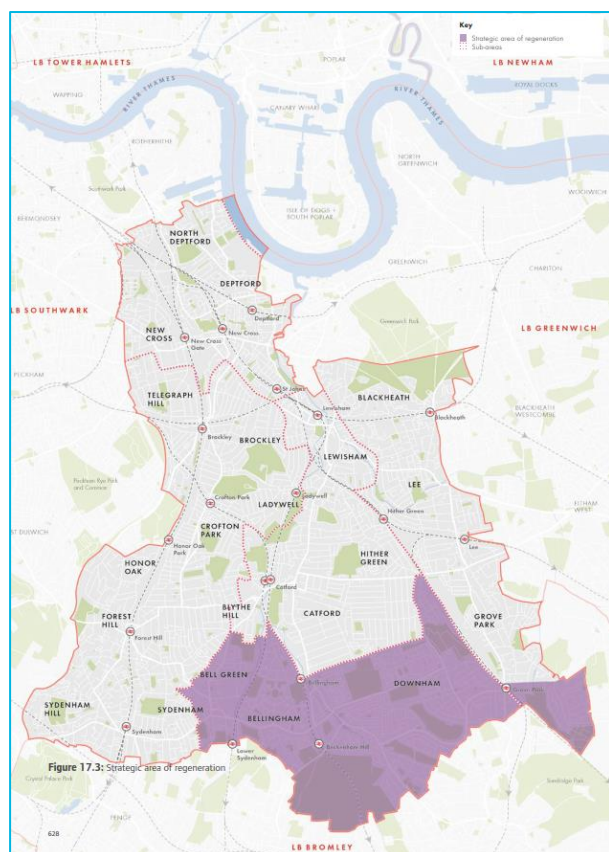 Key
Strategic area of regeneration
Sub-areas
LB TOWER HAMLETS
POPLAR
LB NEWHAM
RIVER THAMES
RIVER THAMES
ROYAL DOCKS
WAPPING
CANARY WHARF
ROTHERHITHE
NORTH
GREENWICH
Southwark Park
WOOLWICH
BERMONDSEY
ISLE OF DOGS +
SOUTH POPLAR
NORTH
DEPTFORD
GREENWICH
CHARLTON
DEPTFORD
LB SOUTHWARK
Deptford
Greenwich Park
NEW
CROSS
New Cross
New Cross
Gate
LB GREENWICH
PECKHAM
St Johns
TELEGRAPH
HILL
BLACKHEATH
Lewisham
Blackheath
BLACKHEATH
WESTCOMBE
Brockley
BROCKLEY
LEWISHAM
Peckham Rye Park
and Common
LEE
Ladywell
Crofton Park
LADYWELL
ELTHAM
WEST
Hither Green
CROFTON
PARK
ST DULWICH
Honor Oak
Park
Lee
HONOR
OAK
HITHER
GREEN
Catford
BLYTHE
HILL
CATFORD
FOREST
HILL
GROVE
PARK
Forest Hill
BELL GREEN
Bellingham
DOWNHAM
Grove Park
SYDENHAM
HILL
SYDENHAM
BELLINGHAM
Sydenham
Lower
Sydenham
Beckenham Hill
Figure 17.3: Strategic area of regeneration
Crystal Palace Park
Sundridge Park
PENGE
628
LB BROMLEY